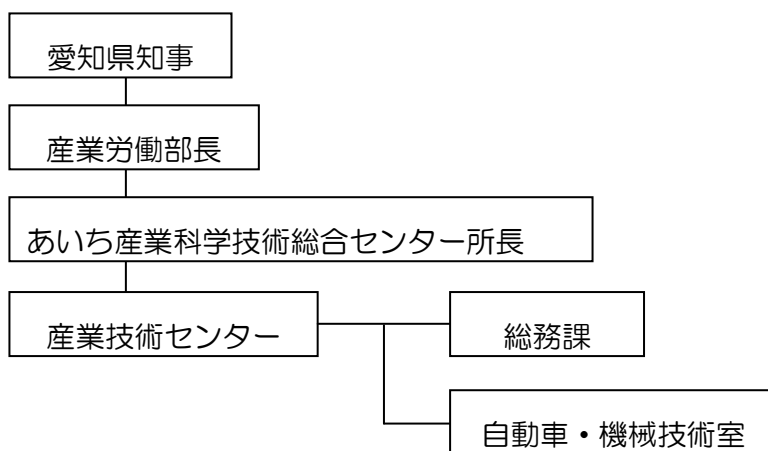 愛知県知事
産業労働部長
あいち産業科学技術総合センター所長
産業技術センター
総務課
自動車・機械技術室